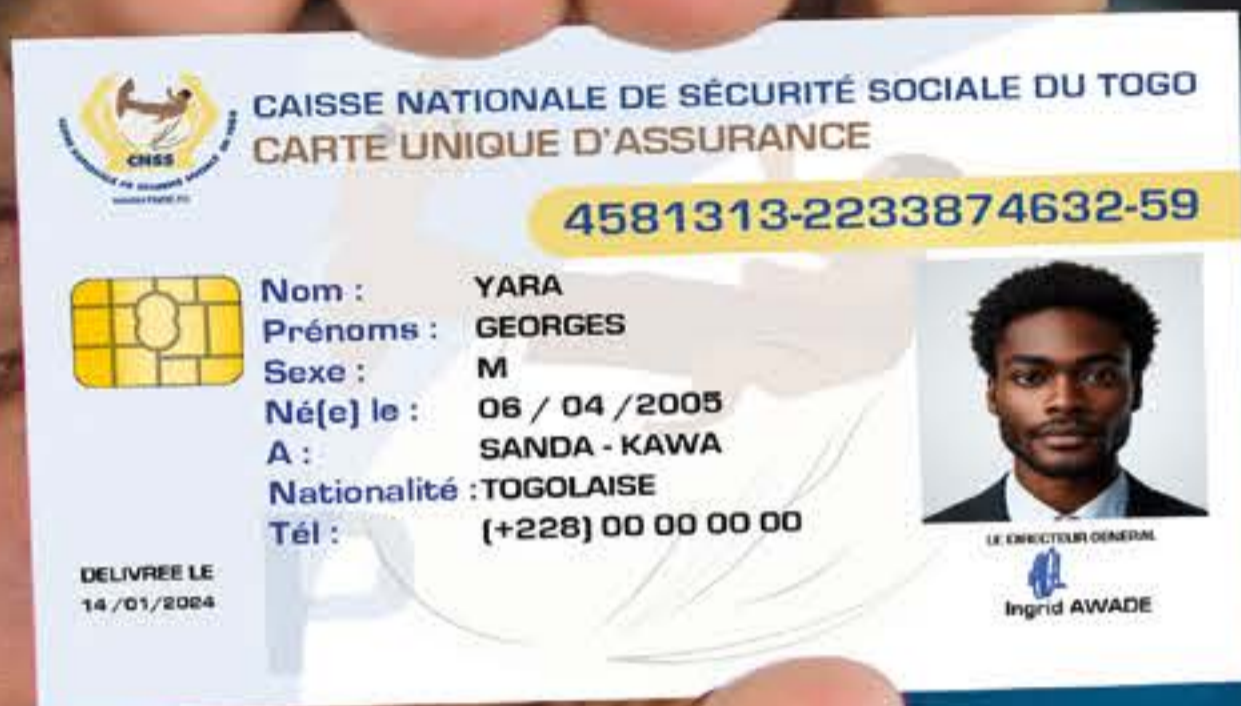 CAISSE NATIONALE DE SÉCURITÉ SOCIALE DU TOGO
CARTE UNIQUE D'ASSURANCE
CNSS
4581313-2233874632-59
Nom : YARA
Prénoms : GEORGES
Sexe : M
Né(e) le : 06 / 04 /2005
A : SANDA - KAWA
Nationalité : TOGOLAISE
Tél : (+228) 00 00 00 00
DELIVREE LE
14/01/2024
LE DIRECTEUR GENERAL
Ingrid AWADE